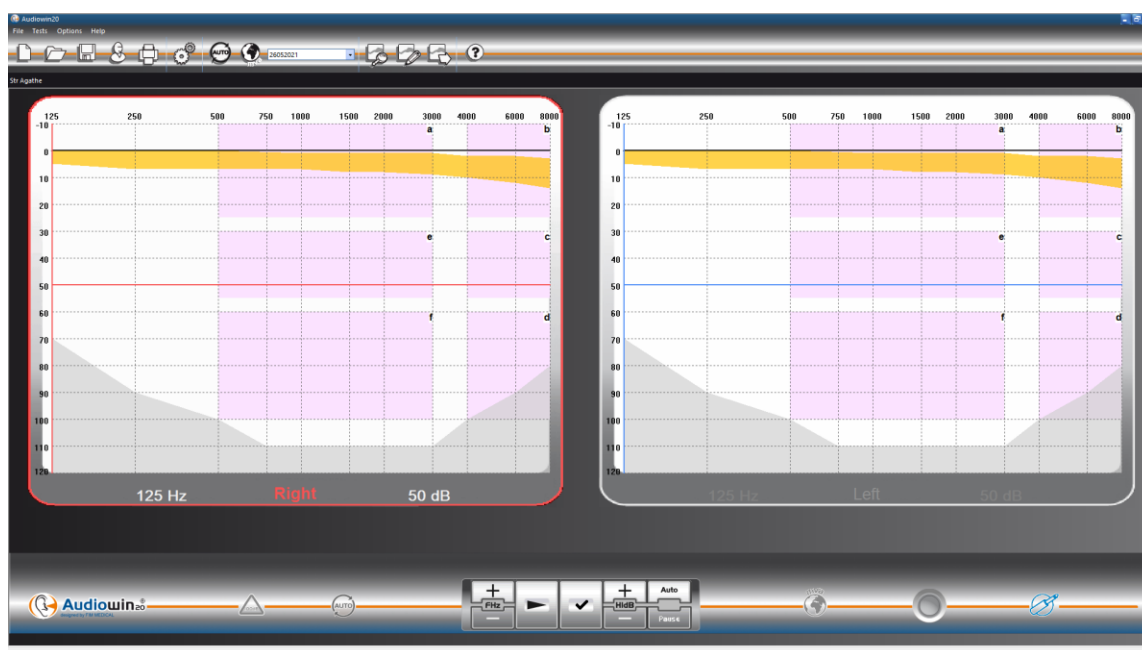 Audiowin20
File Tests Options Help
AUTO 26052021 ?
Str Agathe
125 250 500 750 1000 1500 2000 3000 4000 6000 8000
-10 a b
0
10
20
30 e c
40
50
60 f d
70
80
90
100
110
120
125 Hz Right 50 dB
125 250 500 750 1000 1500 2000 3000 4000 6000 8000
-10 a b
0
10
20
30 e c
40
50
60 f d
70
80
90
100
110
120
125 Hz Left 50 dB
Audiowin20®
AUTO
+ FHz −
+ HldB −
Auto
Pause